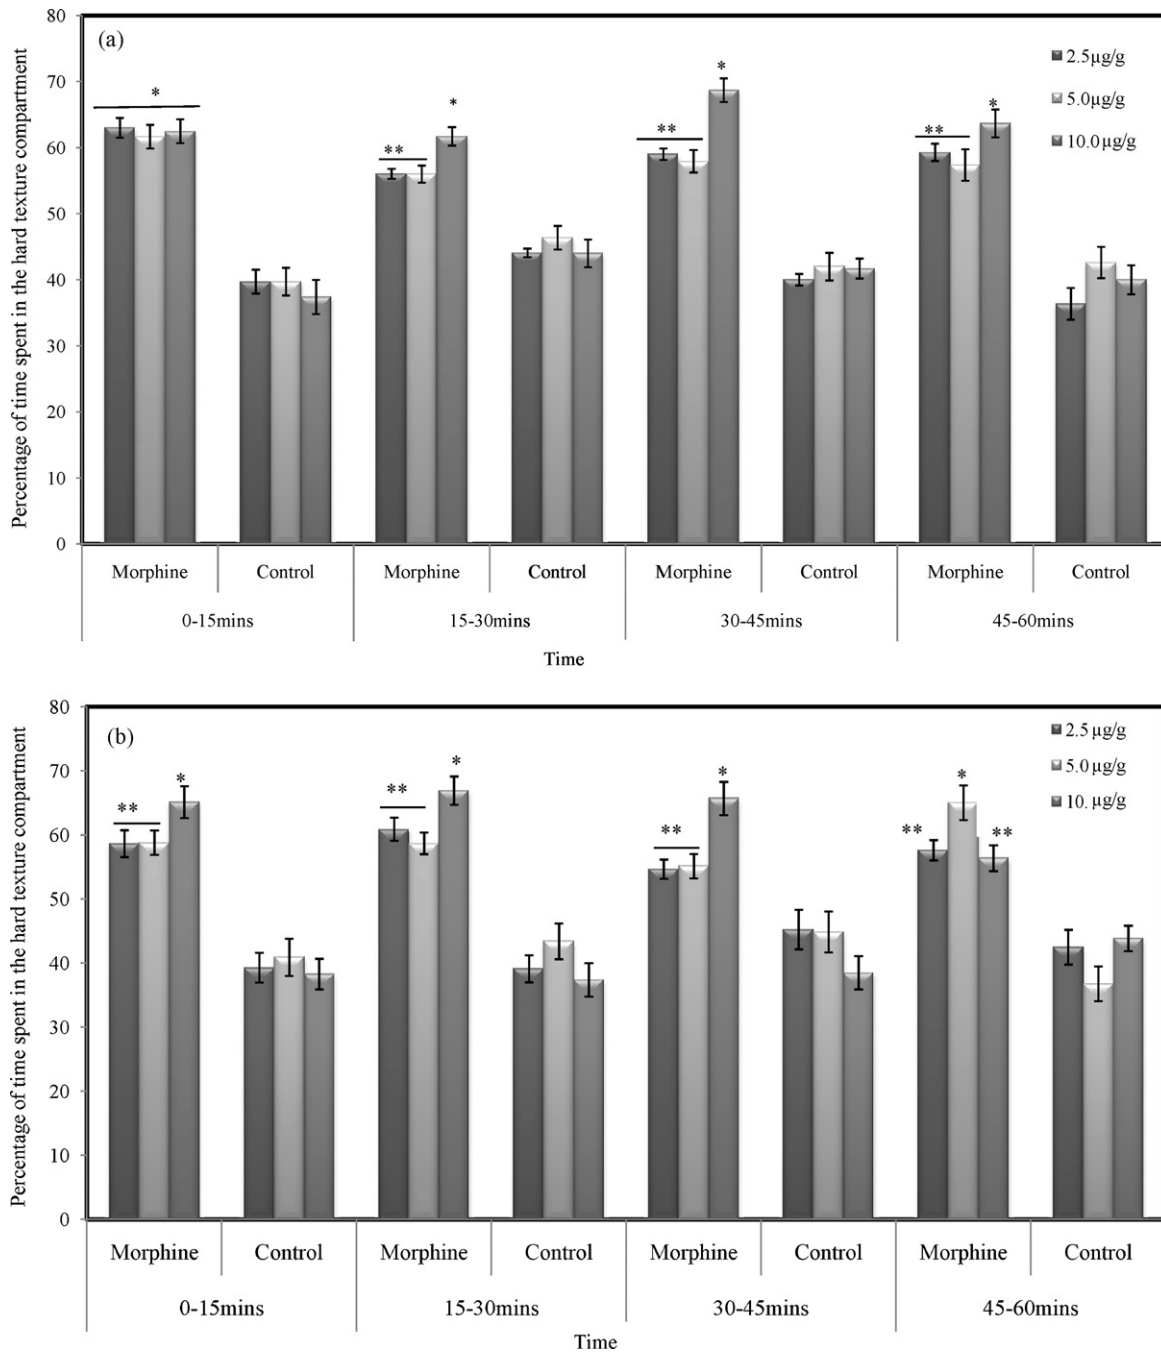 (a)
Percentage of time spent in the hard texture compartment
80
70
60
50
40
30
20
10
0
2.5µg/g
5.0µg/g
10.0µg/g
*
** *
** *
** *
Morphine Control Morphine Control Morphine Control Morphine Control
0-15mins 15-30mins 30-45mins 45-60mins
Time
(b)
Percentage of time spent in the hard texture compartment
80
70
60
50
40
30
20
10
0
2.5 µg/g
5.0 µg/g
10. µg/g
** *
** *
** *
** * **
Morphine Control Morphine Control Morphine Control Morphine Control
0-15mins 15-30mins 30-45mins 45-60mins
Time